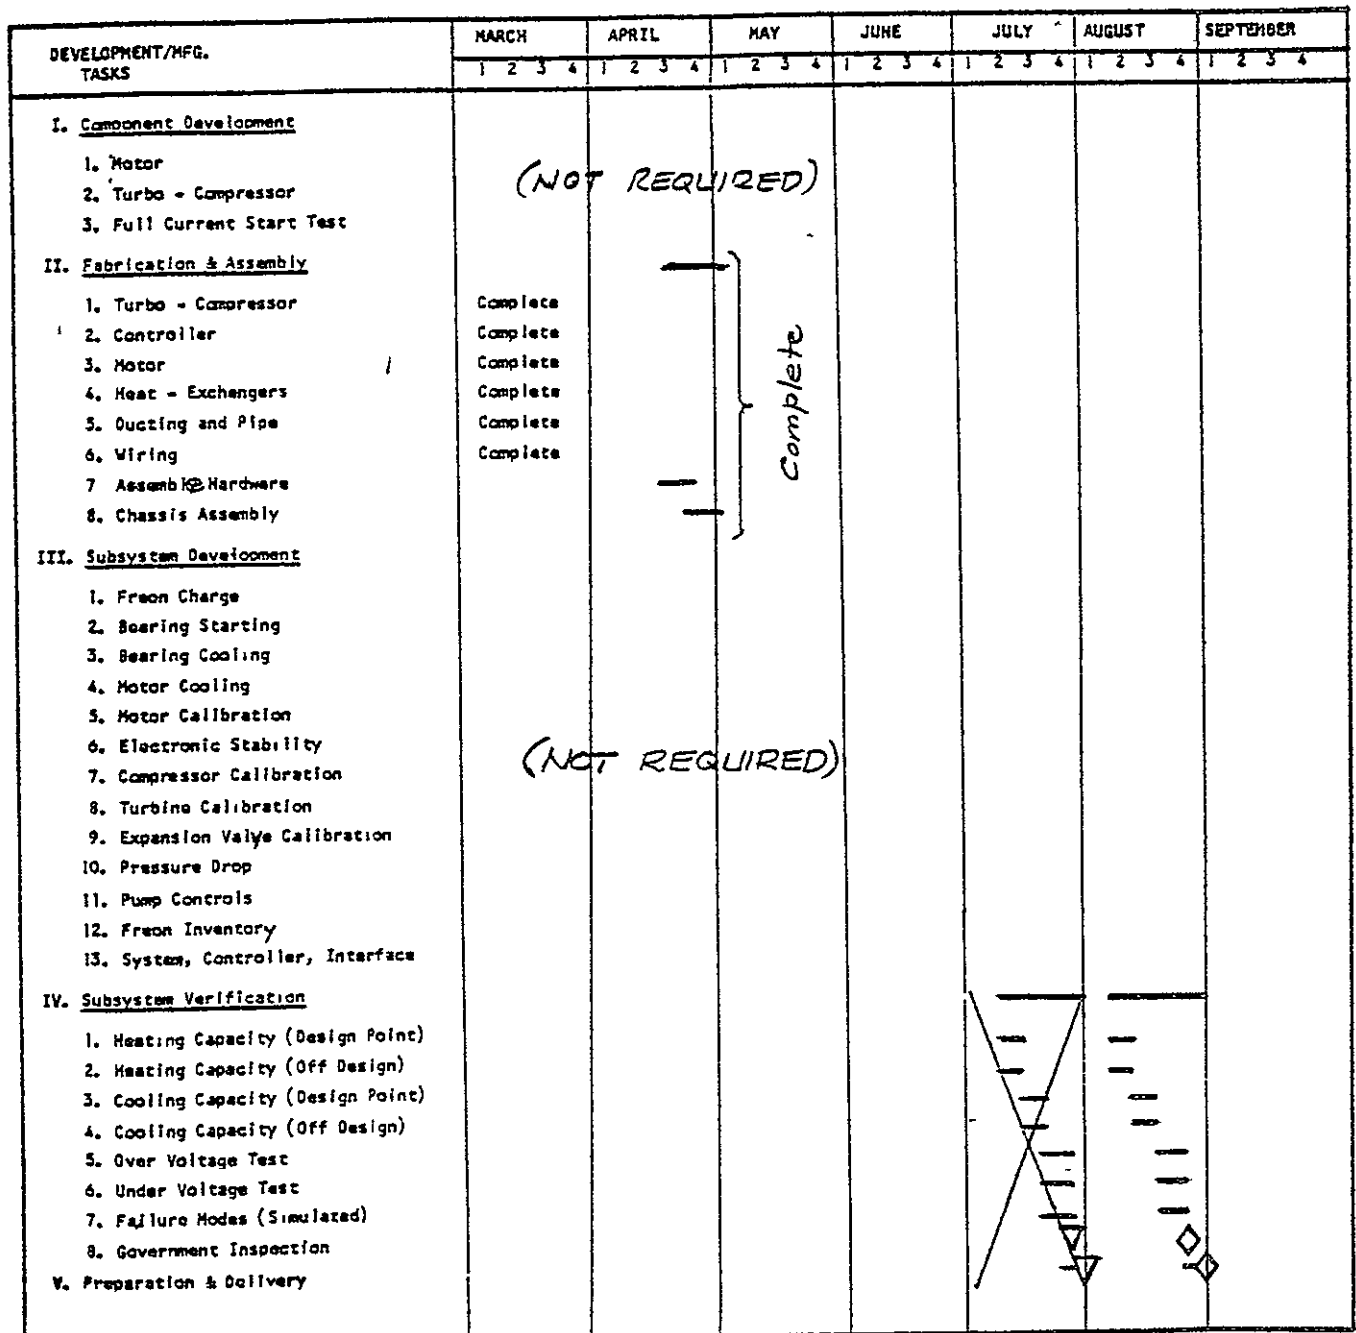 DEVELOPMENT/MFG. TASKS MARCH APRIL MAY JUNE JULY AUGUST SEPTEMBER
1 2 3 4 1 2 3 4 1 2 3 4 1 2 3 4 1 2 3 4 1 2 3 4 1 2 3 4
I. Component Development
1. Motor
2. Turbo - Compressor
(NOT REQUIRED)
3. Full Current Start Test
II. Fabrication & Assembly
1. Turbo - Compressor Complete
2. Controller Complete
3. Motor Complete
4. Heat - Exchangers Complete
5. Ducting and Pipe Complete
6. Wiring Complete
Complete
7 Assemble Hardware
8. Chassis Assembly
III. Subsystem Development
1. Freon Charge
2. Bearing Starting
3. Bearing Cooling
4. Motor Cooling
5. Motor Calibration
6. Electronic Stability
(NOT REQUIRED)
7. Compressor Calibration
8. Turbine Calibration
9. Expansion Valve Calibration
10. Pressure Drop
11. Pump Controls
12. Freon Inventory
13. System, Controller, Interface
IV. Subsystem Verification
1. Heating Capacity (Design Point)
2. Heating Capacity (Off Design)
3. Cooling Capacity (Design Point)
4. Cooling Capacity (Off Design)
5. Over Voltage Test
6. Under Voltage Test
7. Failure Modes (Simulated)
8. Government Inspection
V. Preparation & Delivery